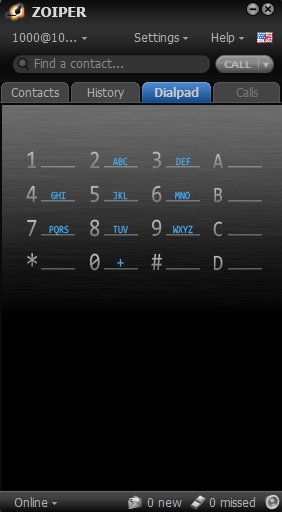 ZOIPER
1000@10... Settings Help
Find a contact... CALL
Contacts History Dialpad Calls
1 2 ABC 3 DEF A
4 GHI 5 JKL 6 MNO B
7 PQRS 8 TUV 9 WXYZ C
* 0 + # D
Online 0 new 0 missed